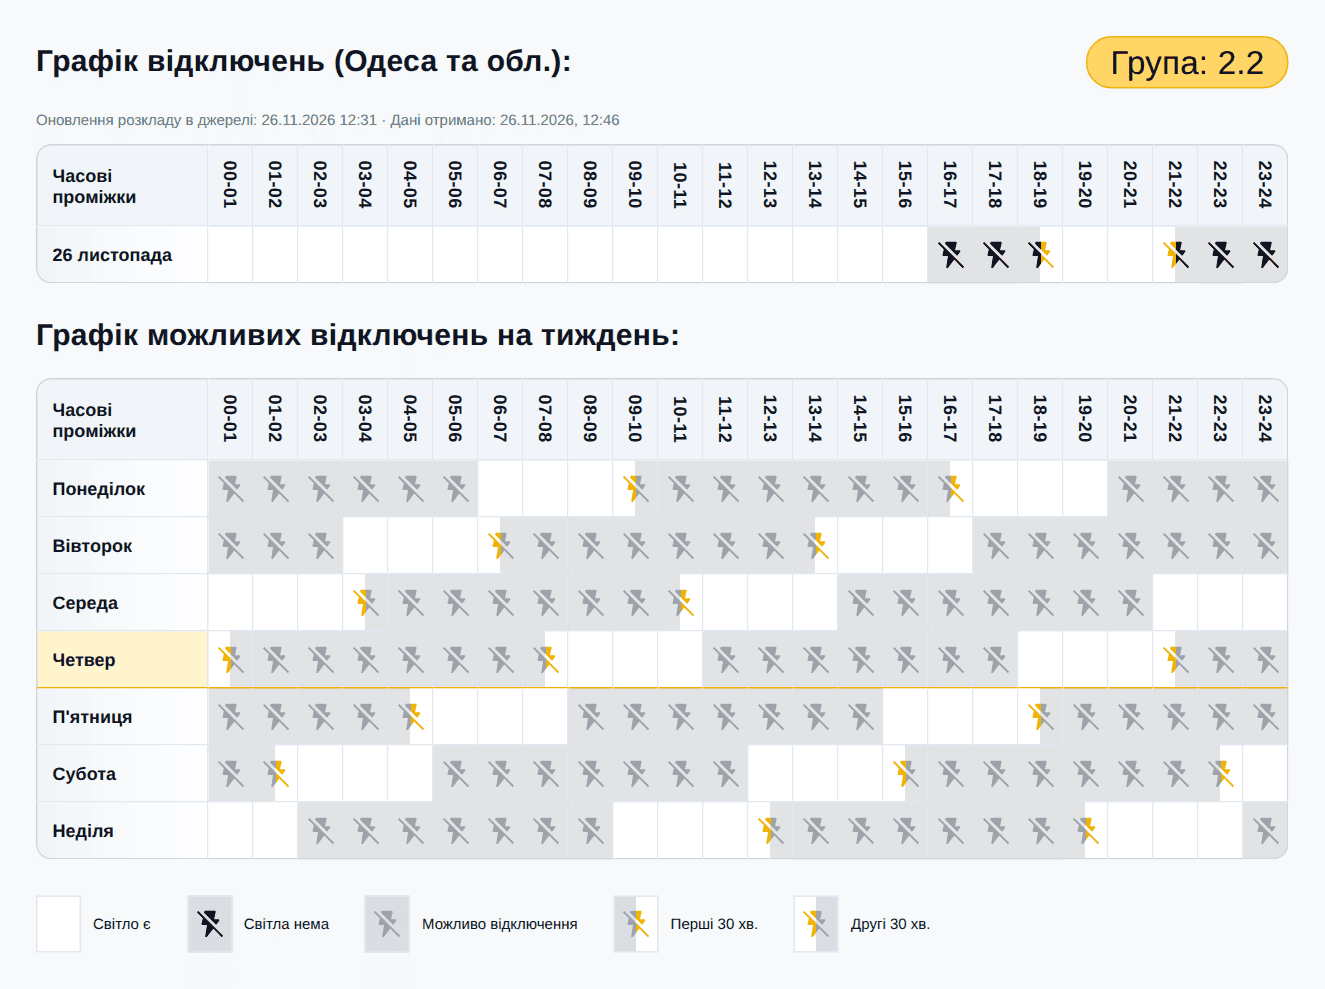 Графік відключень (Одеса та обл.):
Група: 2.2
Оновлення розкладу в джерелі: 26.11.2026 12:31 · Дані отримано: 26.11.2026, 12:46
Часові
проміжки
00-01 01-02 02-03 03-04 04-05 05-06 06-07 07-08 08-09 09-10 10-11 11-12 12-13 13-14 14-15 15-16 16-17 17-18 18-19 19-20 20-21 21-22 22-23 23-24
26 листопада
Графік можливих відключень на тиждень:
Часові
проміжки
00-01 01-02 02-03 03-04 04-05 05-06 06-07 07-08 08-09 09-10 10-11 11-12 12-13 13-14 14-15 15-16 16-17 17-18 18-19 19-20 20-21 21-22 22-23 23-24
Понеділок
Вівторок
Середа
Четвер
П'ятниця
Субота
Неділя
Світло є
Світла нема
Можливо відключення
Перші 30 хв.
Другі 30 хв.